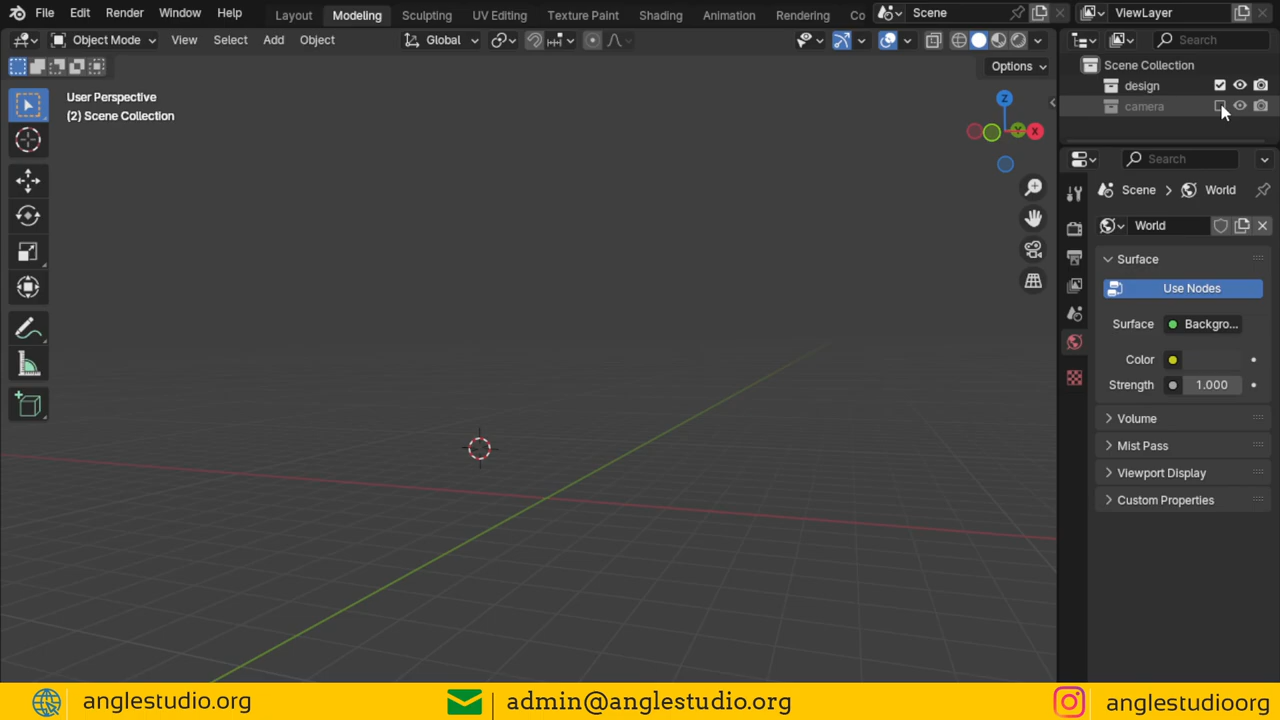 File Edit Render Window Help Layout Modeling Sculpting UV Editing Texture Paint Shading Animation Rendering Co Scene ViewLayer
Object Mode View Select Add Object Global Search
Options
Scene Collection
design
camera
User Perspective
(2) Scene Collection
Z
Y
X
Search
Scene > World
World
Surface
Use Nodes
Surface Backgro...
Color
Strength 1.000
Volume
Mist Pass
Viewport Display
Custom Properties
anglestudio.org admin@anglestudio.org anglestudioorg